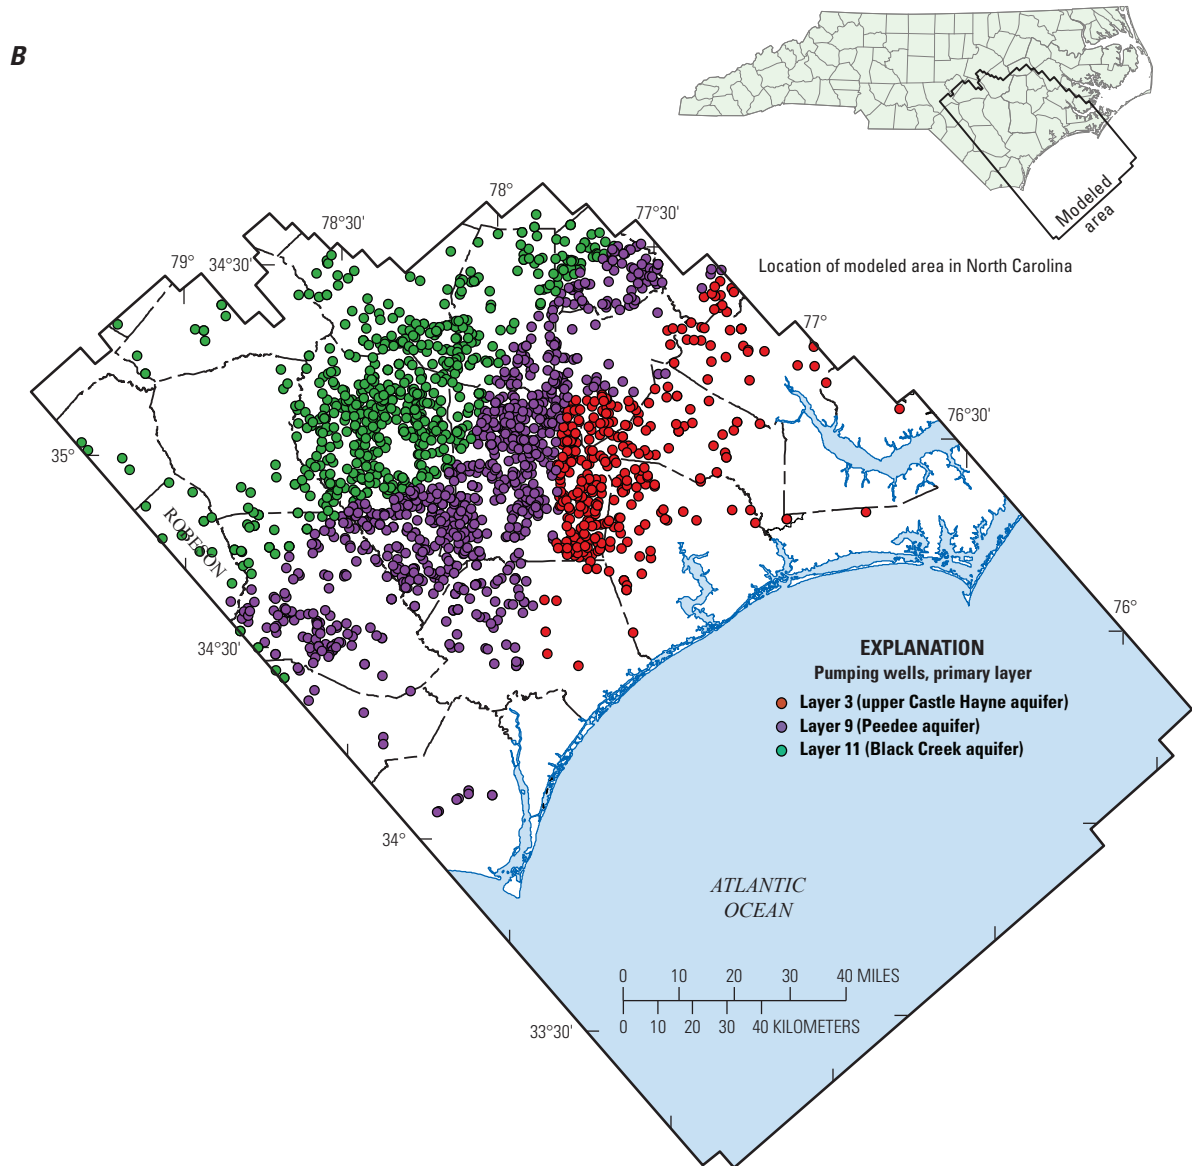 B
Modeled
area
Location of modeled area in North Carolina
78°
77°30'
78°30'
34°30'
79°
77°
76°30'
35°
ROBESON
76°
34°30'
EXPLANATION
Pumping wells, primary layer
Layer 3 (upper Castle Hayne aquifer)
Layer 9 (Peedee aquifer)
Layer 11 (Black Creek aquifer)
34°
ATLANTIC
OCEAN
0 10 20 30 40 MILES
0 10 20 30 40 KILOMETERS
33°30'